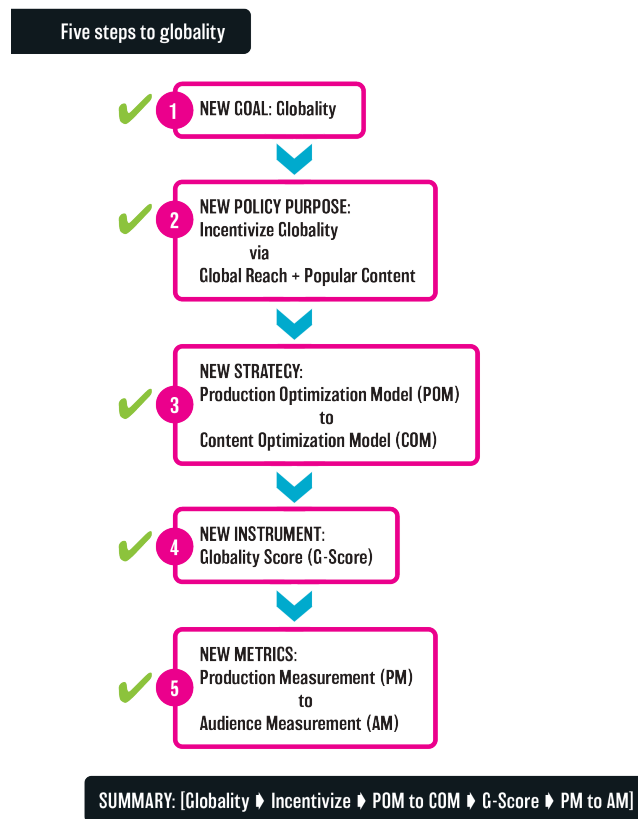 Five steps to globality
1 NEW GOAL: Globality
2 NEW POLICY PURPOSE:
Incentivize Globality
via
Global Reach + Popular Content
3 NEW STRATEGY:
Production Optimization Model (POM)
to
Content Optimization Model (COM)
4 NEW INSTRUMENT:
Globality Score (G-Score)
5 NEW METRICS:
Production Measurement (PM)
to
Audience Measurement (AM)
SUMMARY: [Globality ➧ Incentivize ➧ POM to COM ➧ G-Score ➧ PM to AM]